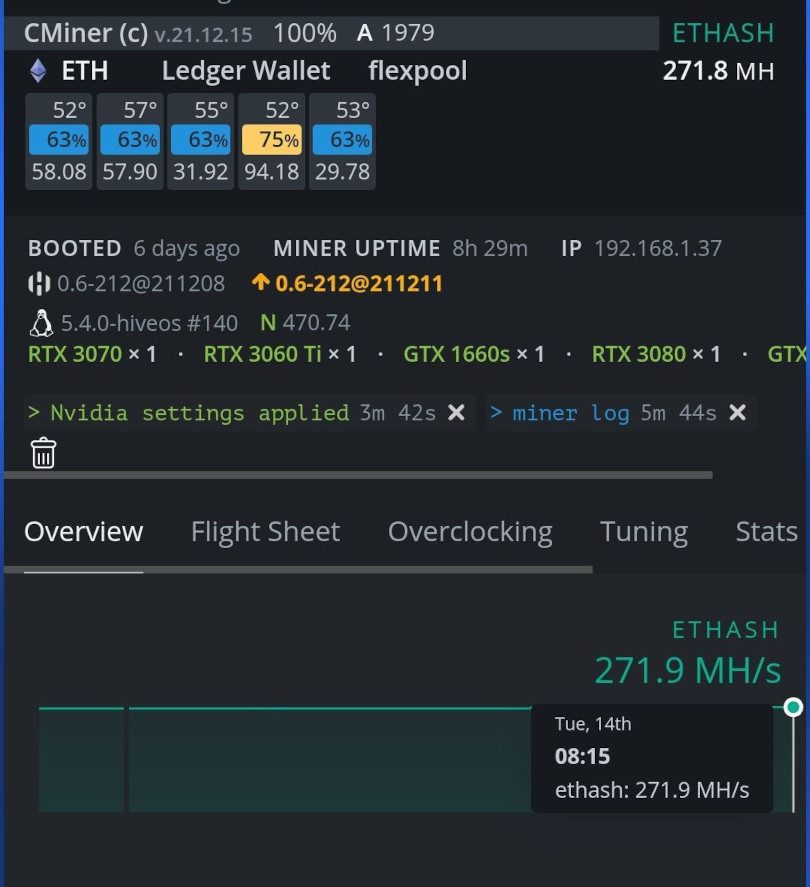 CMiner (c) v.21.12.15 100% A 1979 ETHASH
ETH Ledger Wallet flexpool 271.8 MH
52° 57° 55° 52° 53°
63% 63% 63% 75% 63%
58.08 57.90 31.92 94.18 29.78
BOOTED 6 days ago MINER UPTIME 8h 29m IP 192.168.1.37
0.6-212@211208 0.6-212@211211
5.4.0-hiveos #140 N 470.74
RTX 3070 × 1 · RTX 3060 Ti × 1 · GTX 1660s × 1 · RTX 3080 × 1 · GTX
> Nvidia settings applied 3m 42s × > miner log 5m 44s ×
Overview Flight Sheet Overclocking Tuning Stats
ETHASH
271.9 MH/s
Tue, 14th
08:15
ethash: 271.9 MH/s